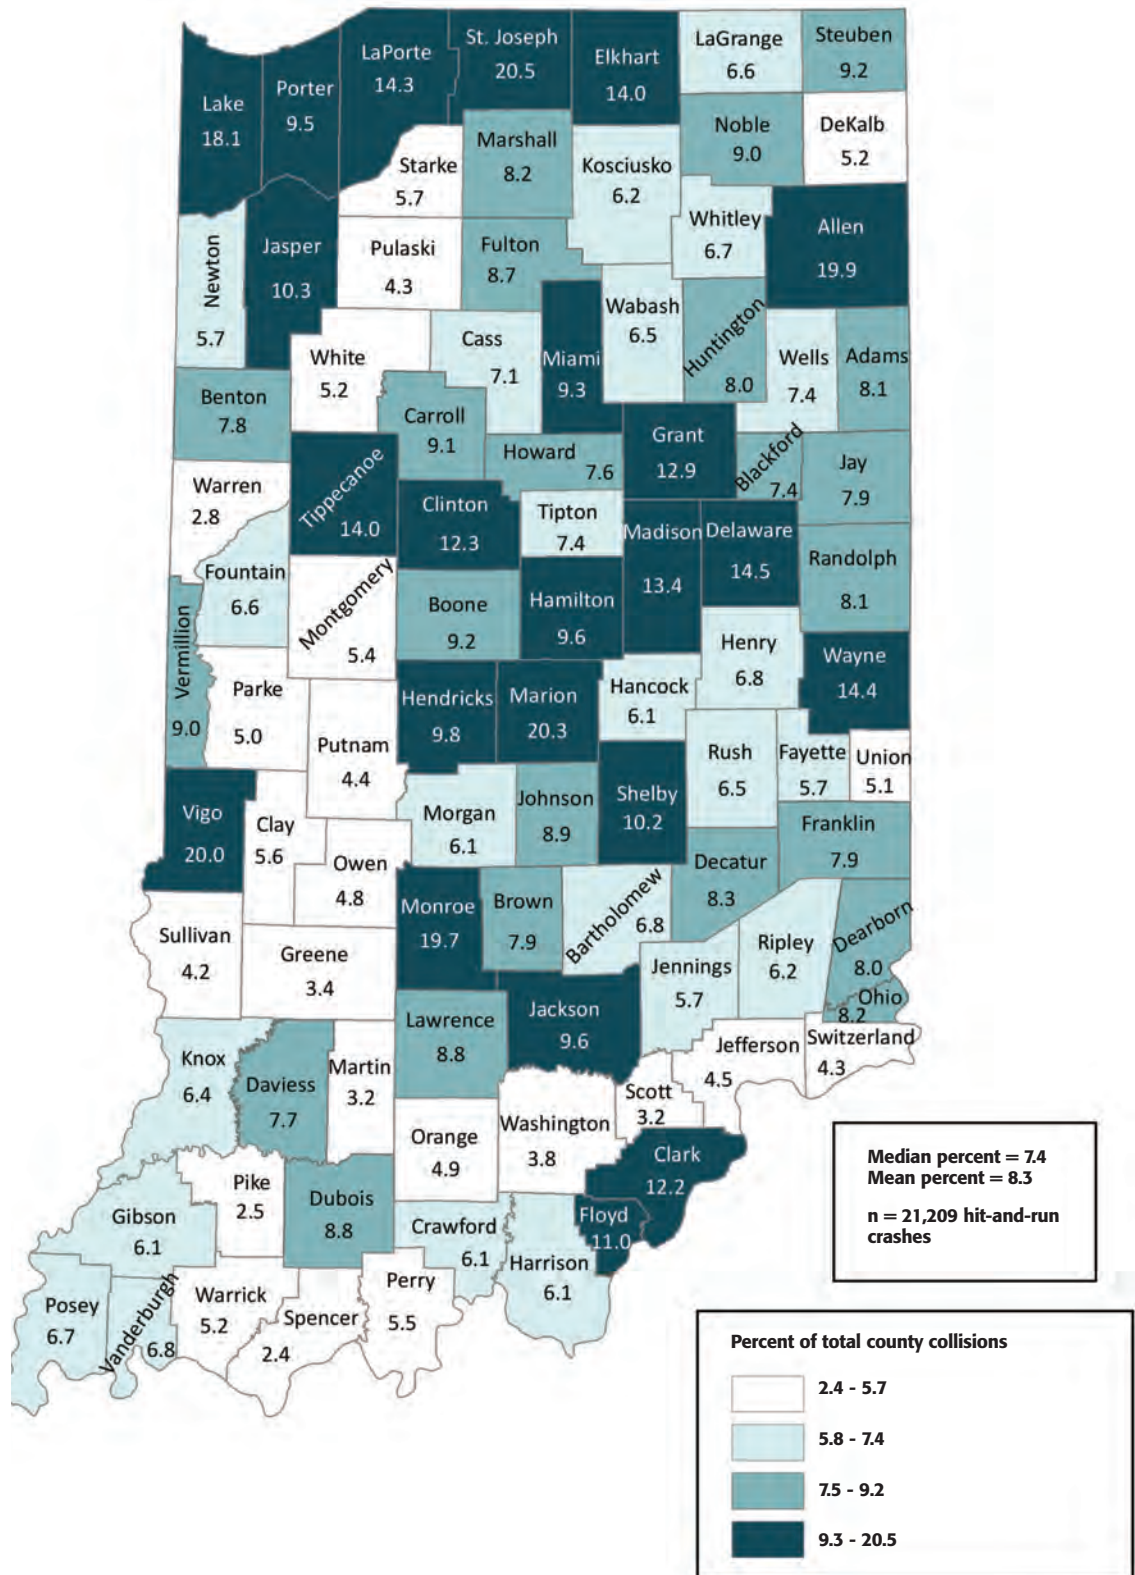 LaPorte
14.3
St. Joseph
20.5
Elkhart
14.0
LaGrange
6.6
Steuben
9.2
Lake
18.1
Porter
9.5
Marshall
8.2
Noble
9.0
DeKalb
5.2
Starke
5.7
Kosciusko
6.2
Whitley
6.7
Allen
19.9
Newton
5.7
Jasper
10.3
Pulaski
4.3
Fulton
8.7
Wabash
6.5
Huntington
8.0
White
5.2
Cass
7.1
Miami
9.3
Wells
7.4
Adams
8.1
Benton
7.8
Carroll
9.1
Grant
12.9
Blackford
7.4
Jay
7.9
Howard
7.6
Warren
2.8
Tippecanoe
14.0
Clinton
12.3
Tipton
7.4
Madison
13.4
Delaware
14.5
Randolph
8.1
Fountain
6.6
Montgomery
5.4
Boone
9.2
Hamilton
9.6
Henry
6.8
Wayne
14.4
Vermillion
9.0
Parke
5.0
Hendricks
9.8
Marion
20.3
Hancock
6.1
Putnam
4.4
Rush
6.5
Fayette
5.7
Union
5.1
Vigo
20.0
Clay
5.6
Morgan
6.1
Johnson
8.9
Shelby
10.2
Franklin
7.9
Owen
4.8
Decatur
8.3
Monroe
19.7
Brown
7.9
Bartholomew
6.8
Sullivan
4.2
Greene
3.4
Jennings
5.7
Ripley
6.2
Dearborn
8.0
Ohio
8.2
Lawrence
8.8
Jackson
9.6
Jefferson
4.5
Switzerland
4.3
Knox
6.4
Daviess
7.7
Martin
3.2
Scott
3.2
Orange
4.9
Washington
3.8
Clark
12.2
Pike
2.5
Dubois
8.8
Gibson
6.1
Crawford
6.1
Floyd
11.0
Harrison
6.1
Posey
6.7
Vanderburgh
6.8
Warrick
5.2
Spencer
2.4
Perry
5.5
Median percent = 7.4
Mean percent = 8.3
n = 21,209 hit-and-run
crashes
Percent of total county collisions
2.4 - 5.7
5.8 - 7.4
7.5 - 9.2
9.3 - 20.5